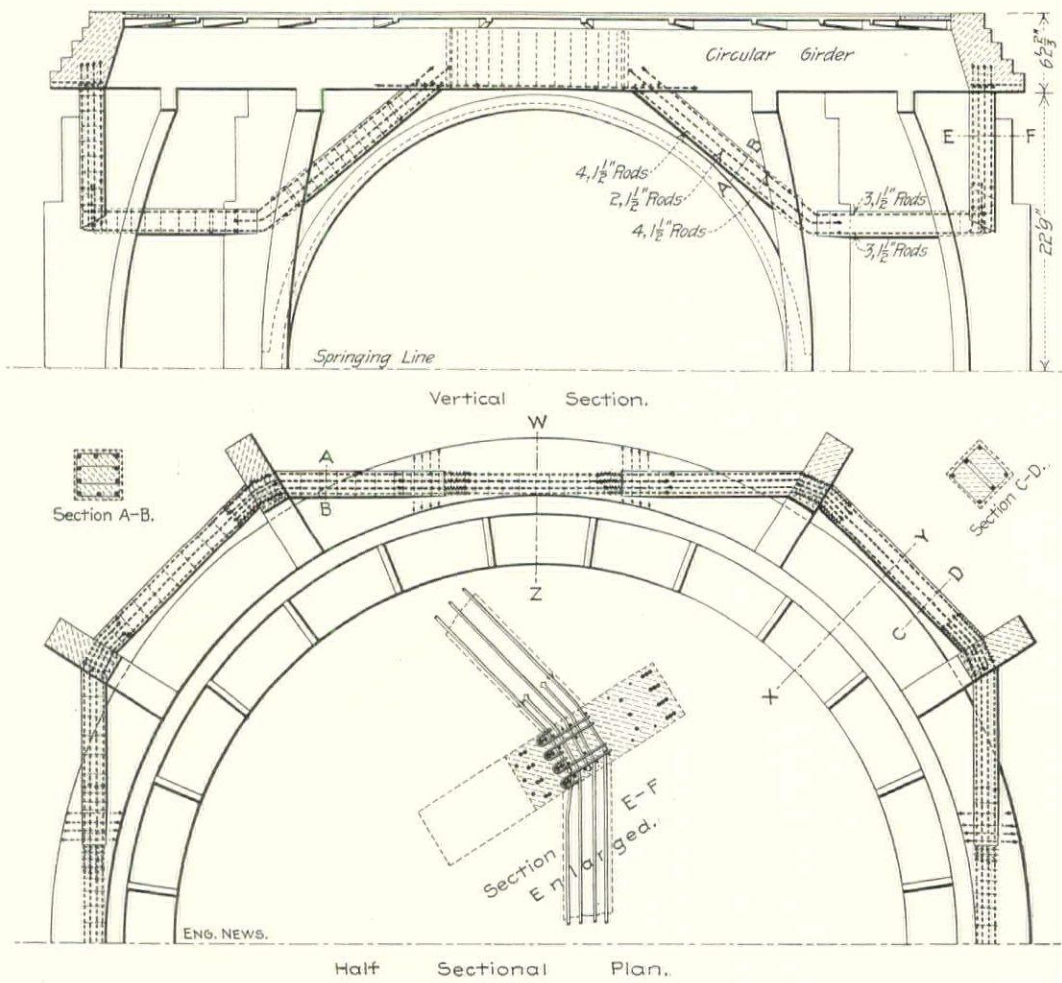 Circular Girder
6'2⅔"
E F
B
A
4, 1½" Rods
2, 1½" Rods
4, 1½" Rods
3, 1½" Rods
3, 1½" Rods
22'9"
Springing Line
Vertical Section.
W
A
B
Section A-B.
Section C-D.
Y
D
Z
C
X
Section E-F
Enlarged.
ENG. NEWS.
Half Sectional Plan.